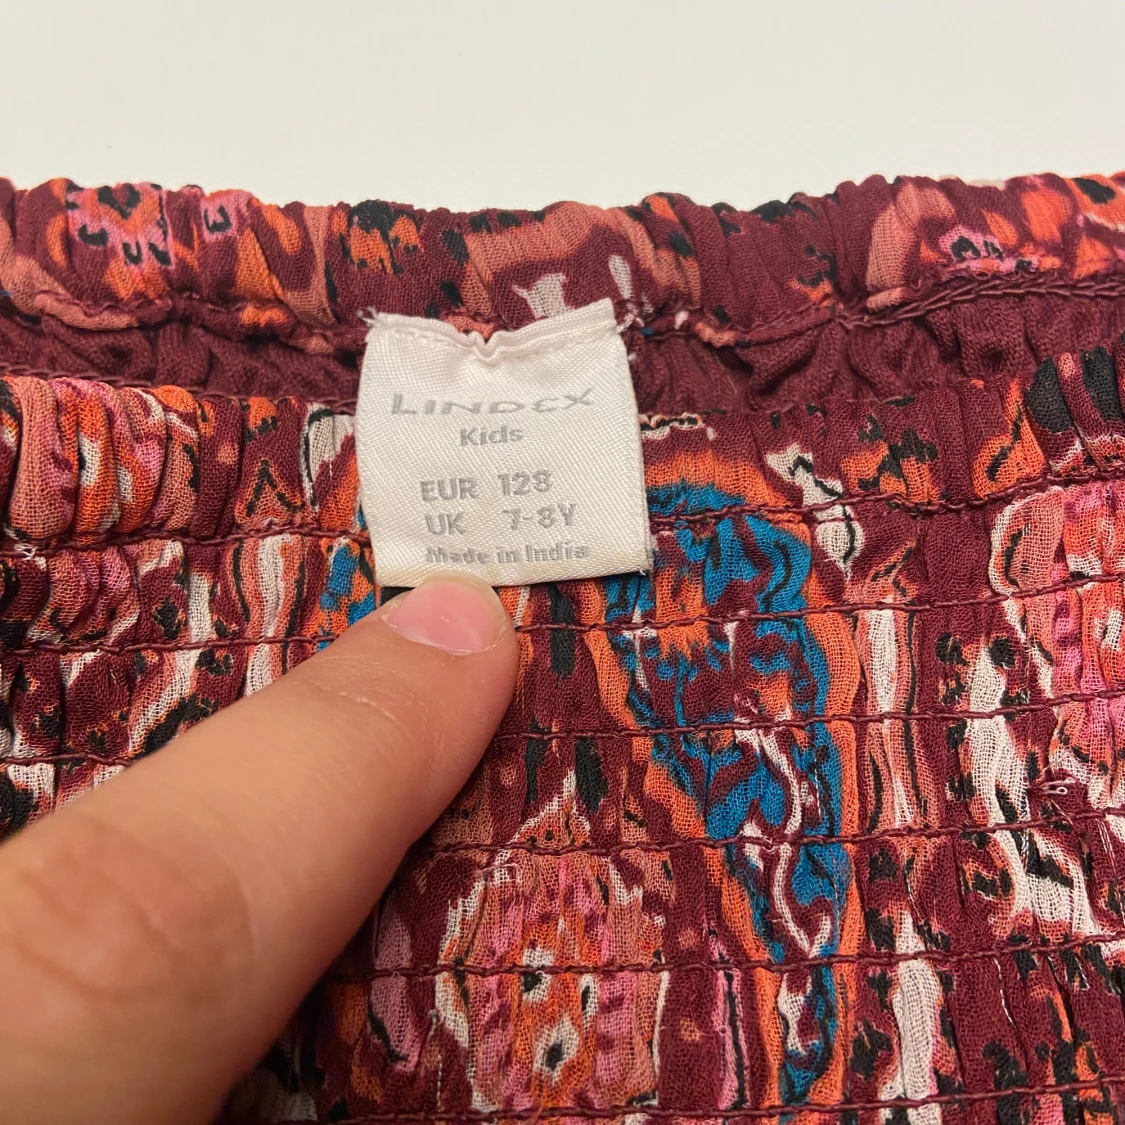 LINDEX
Kids
EUR 128
UK 7-8Y
Made in India